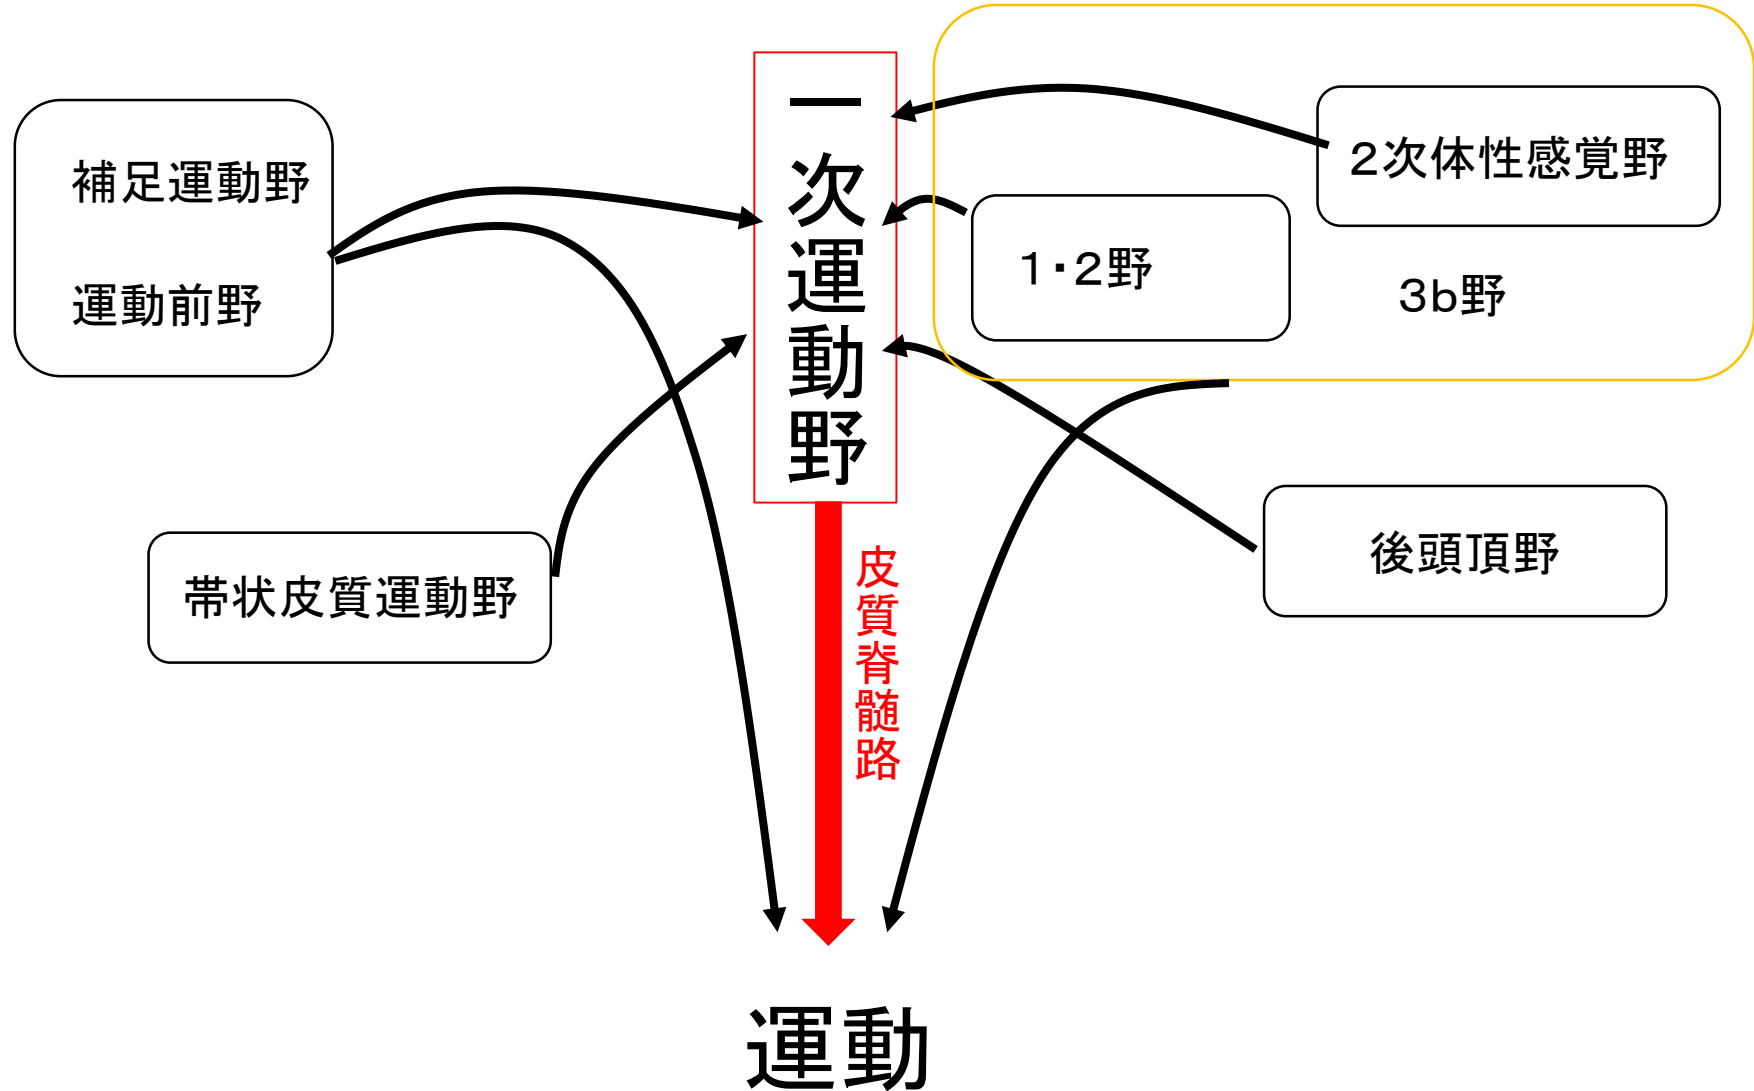 補足運動野
運動前野
帯状皮質運動野
一次運動野
2次体性感覚野
1・2野
3b野
後頭頂野
皮質脊髄路
運動